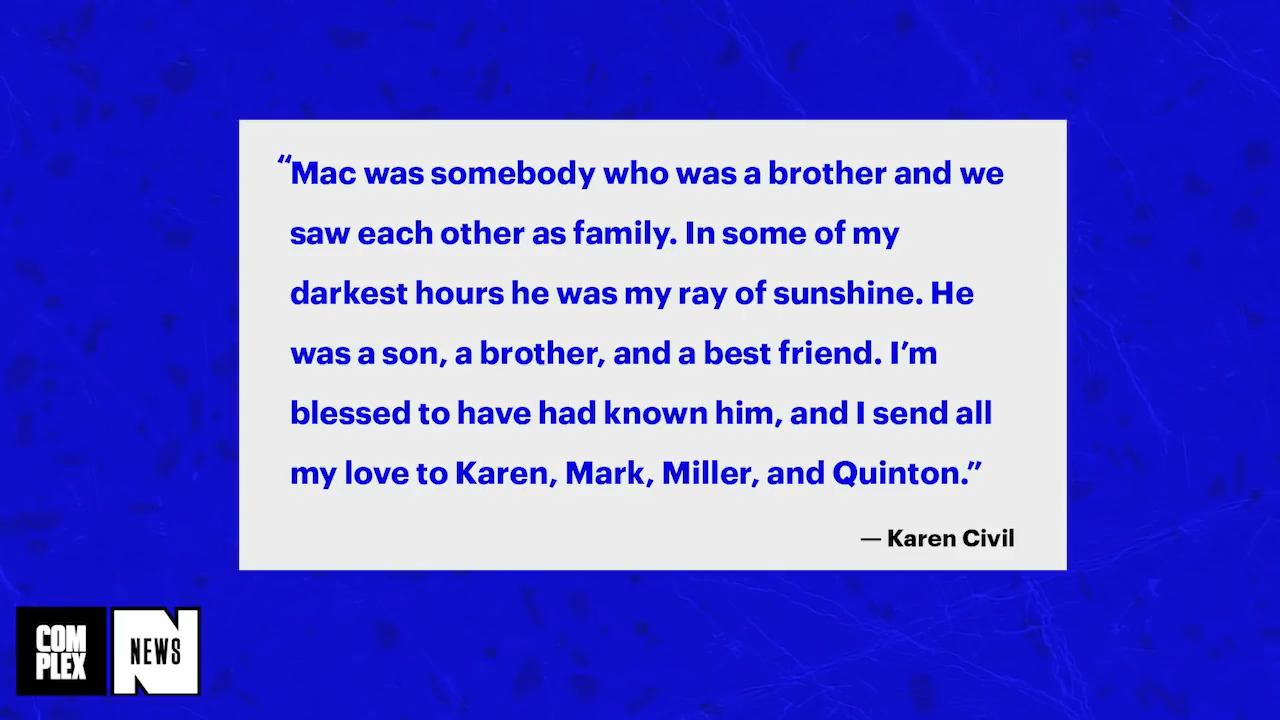 “Mac was somebody who was a brother and we
saw each other as family. In some of my
darkest hours he was my ray of sunshine. He
was a son, a brother, and a best friend. I’m
blessed to have had known him, and I send all
my love to Karen, Mark, Miller, and Quinton.”
— Karen Civil
COM
PLEX
NEWS